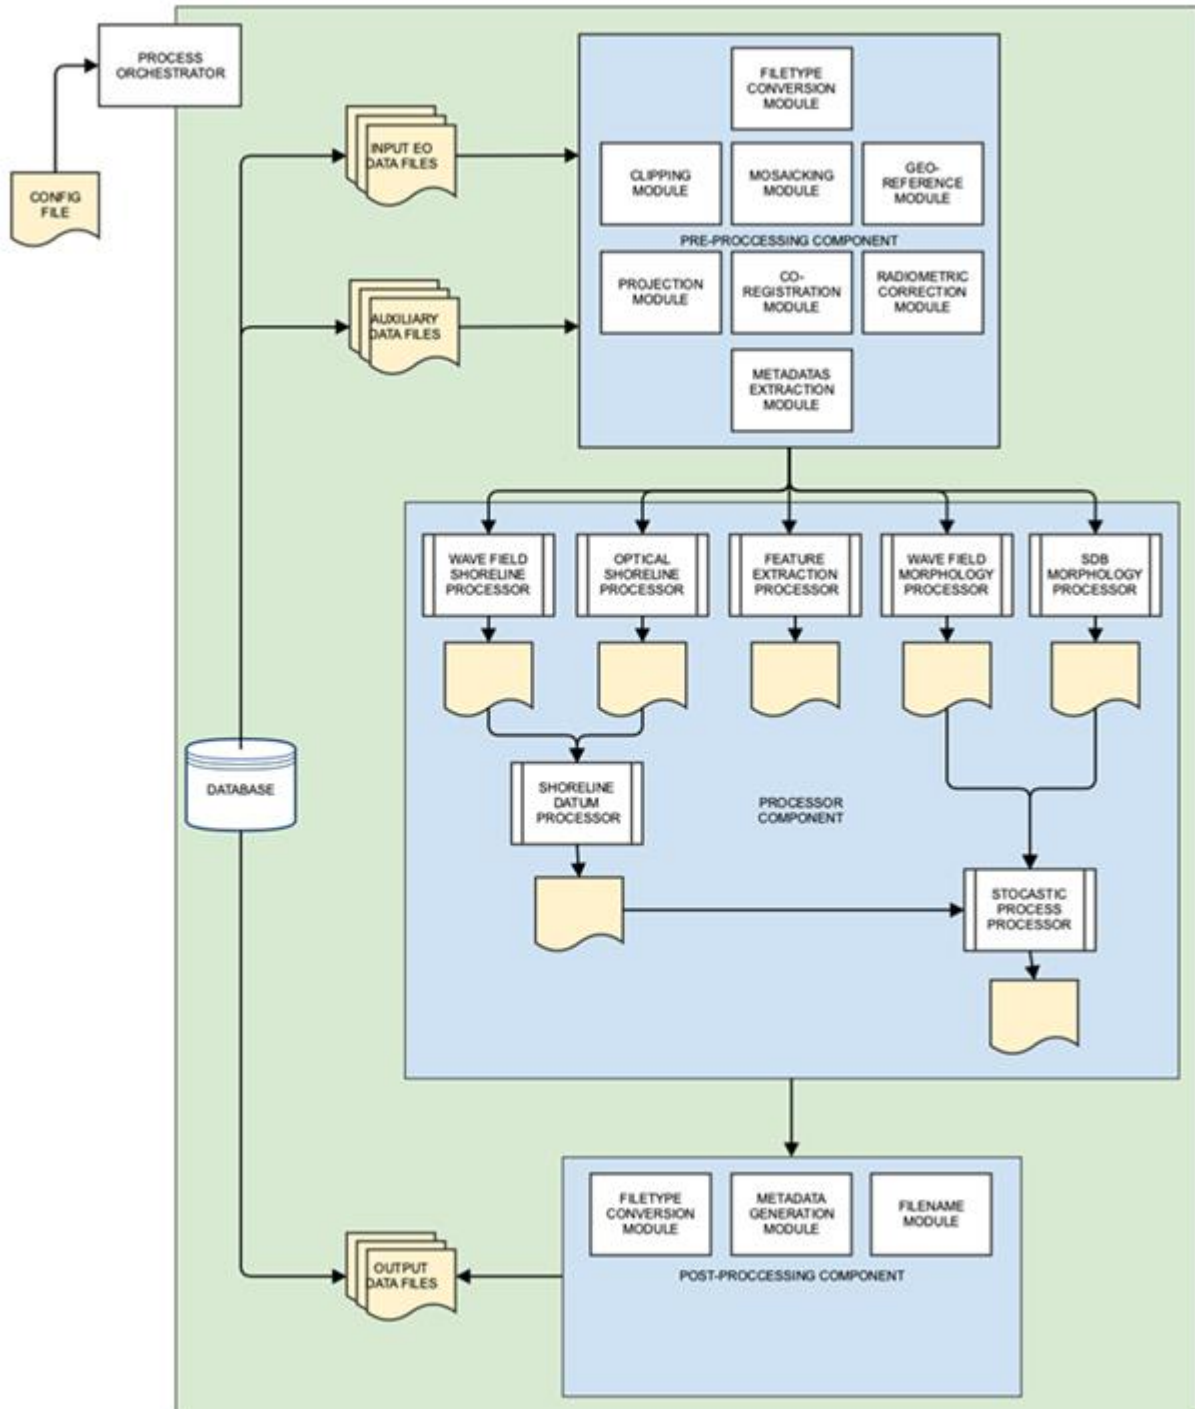 PROCESS
ORCHESTRATOR
CONFIG
FILE
INPUT EO
DATA FILES
AUXILIARY
DATA FILES
FILETYPE
CONVERSION
MODULE
CLIPPING
MODULE
MOSAICKING
MODULE
GEO-
REFERENCE
MODULE
PRE-PROCCESSING COMPONENT
PROJECTION
MODULE
CO-
REGISTRATION
MODULE
RADIOMETRIC
CORRECTION
MODULE
METADATAS
EXTRACTION
MODULE
WAVE FIELD
SHORELINE
PROCESSOR
OPTICAL
SHORELINE
PROCESSOR
FEATURE
EXTRACTION
PROCESSOR
WAVE FIELD
MORPHOLOGY
PROCESSOR
SDB
MORPHOLOGY
PROCESSOR
DATABASE
SHORELINE
DATUM
PROCESSOR
PROCESSOR
COMPONENT
STOCASTIC
PROCESS
PROCESSOR
FILETYPE
CONVERSION
MODULE
METADADA
GENERATION
MODULE
FILENAME
MODULE
POST-PROCCESSING COMPONENT
OUTPUT
DATA FILES